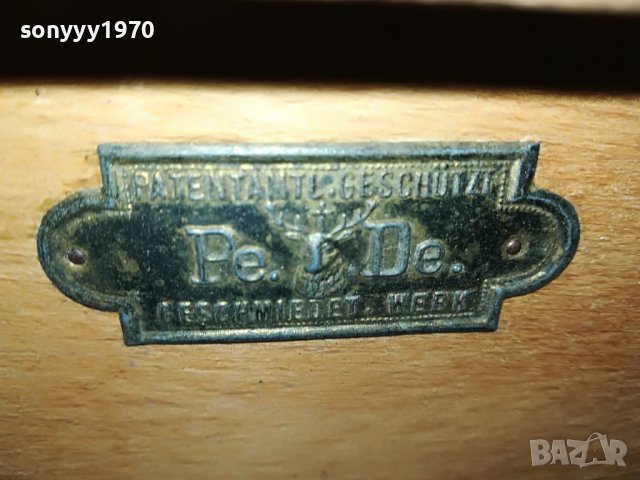 sonyyy1970
PATENTAMTL. GESCHÜTZT
Pe. De.
GESCHMIEDET. WERK
BAZAR